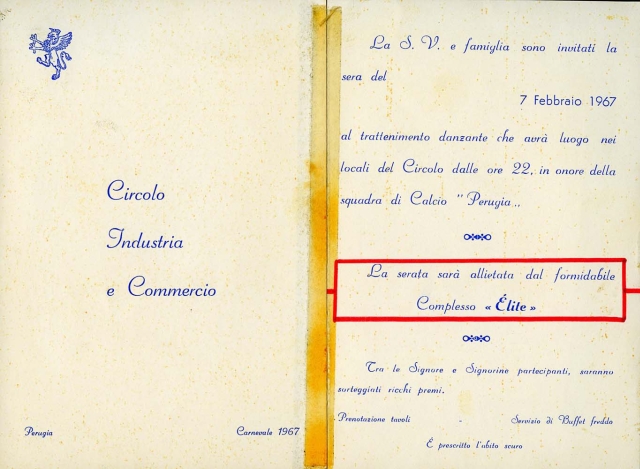 Circolo
Industria
e Commercio
Perugia
Carnevale 1967
La S. V. e famiglia sono invitati la
sera del
7 Febbraio 1967
al trattenimento danzante che avrà luogo nei
locali del Circolo dalle ore 22, in onore della
squadra di Calcio "Perugia„
La serata sarà allietata dal formidabile
Complesso « Élite »
Tra le Signore e Signorine partecipanti, saranno
sorteggiati ricchi premi.
Prenotazione tavoli - Servizio di Buffet freddo
È prescritto l'abito scuro